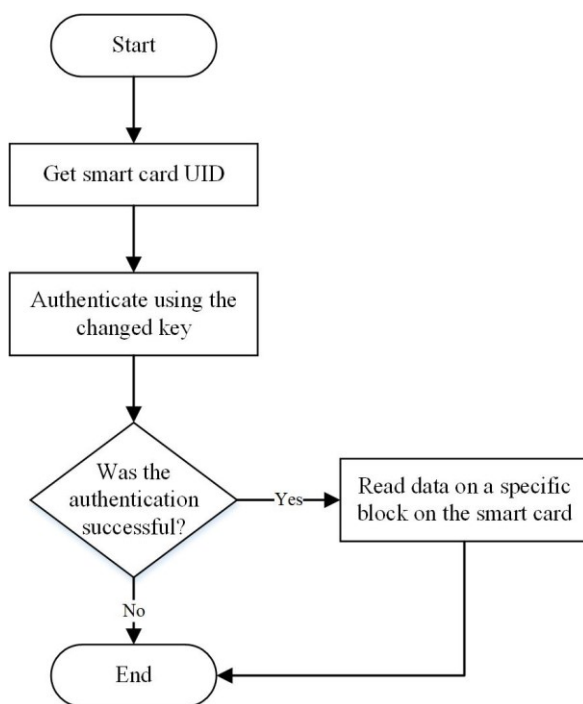 Start
Get smart card UID
Authenticate using the
changed key
Was the
authentication
successful?
Yes
Read data on a specific
block on the smart card
No
End